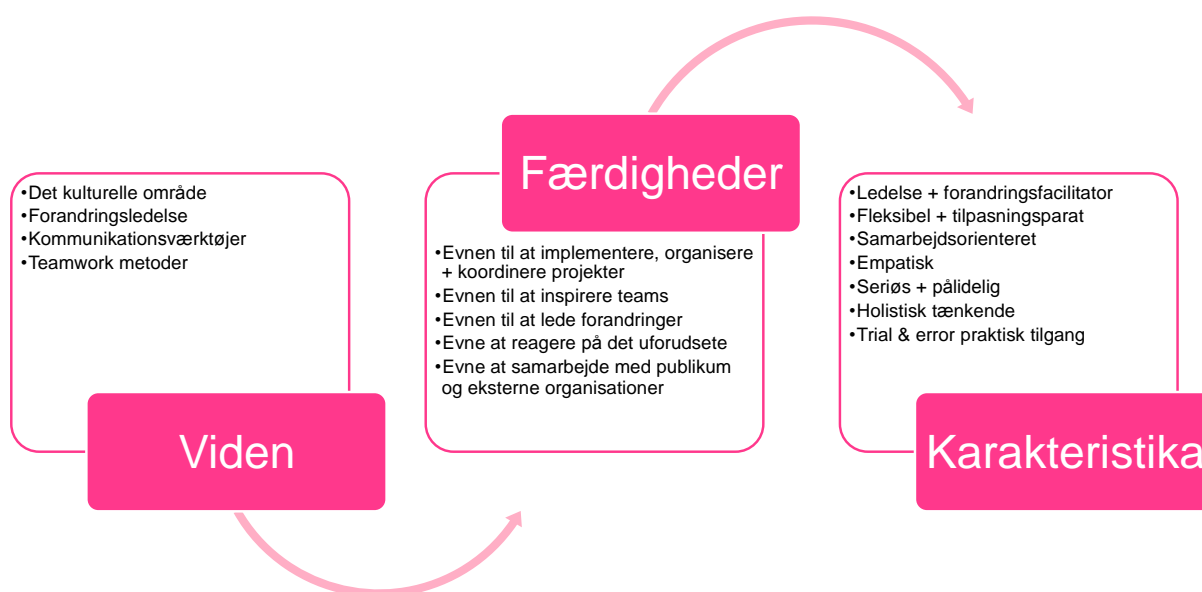 •Det kulturelle område
•Forandringsledelse
•Kommunikationsværktøjer
•Teamwork metoder
Viden
Færdigheder
•Evnen til at implementere, organisere
+ koordinere projekter
•Evnen til at inspirere teams
•Evnen til at lede forandringer
•Evne at reagere på det uforudsete
•Evne at samarbejde med publikum
og eksterne organisationer
•Ledelse + forandringsfacilitator
•Fleksibel + tilpasningsparat
•Samarbejdsorienteret
•Empatisk
•Seriøs + pålidelig
•Holistisk tænkende
•Trial & error praktisk tilgang
Karakteristika